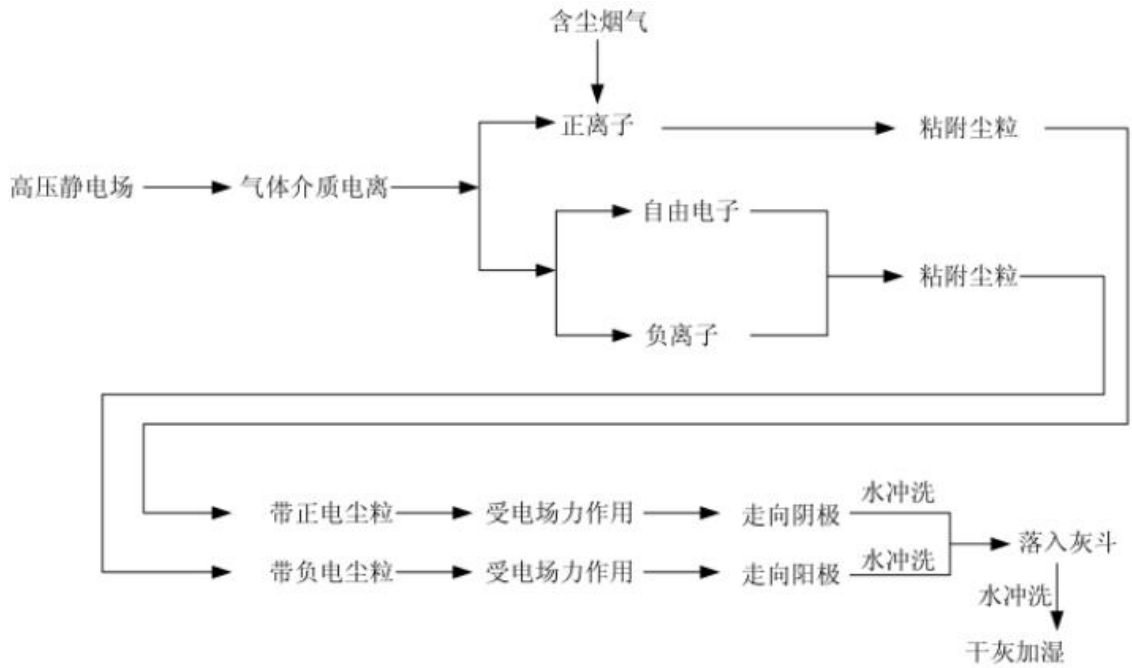 含尘烟气
正离子
粘附尘粒
高压静电场
气体介质电离
自由电子
粘附尘粒
负离子
带正电尘粒
受电场力作用
走向阴极
水冲洗
落入灰斗
带负电尘粒
受电场力作用
走向阳极
水冲洗
水冲洗
干灰加湿